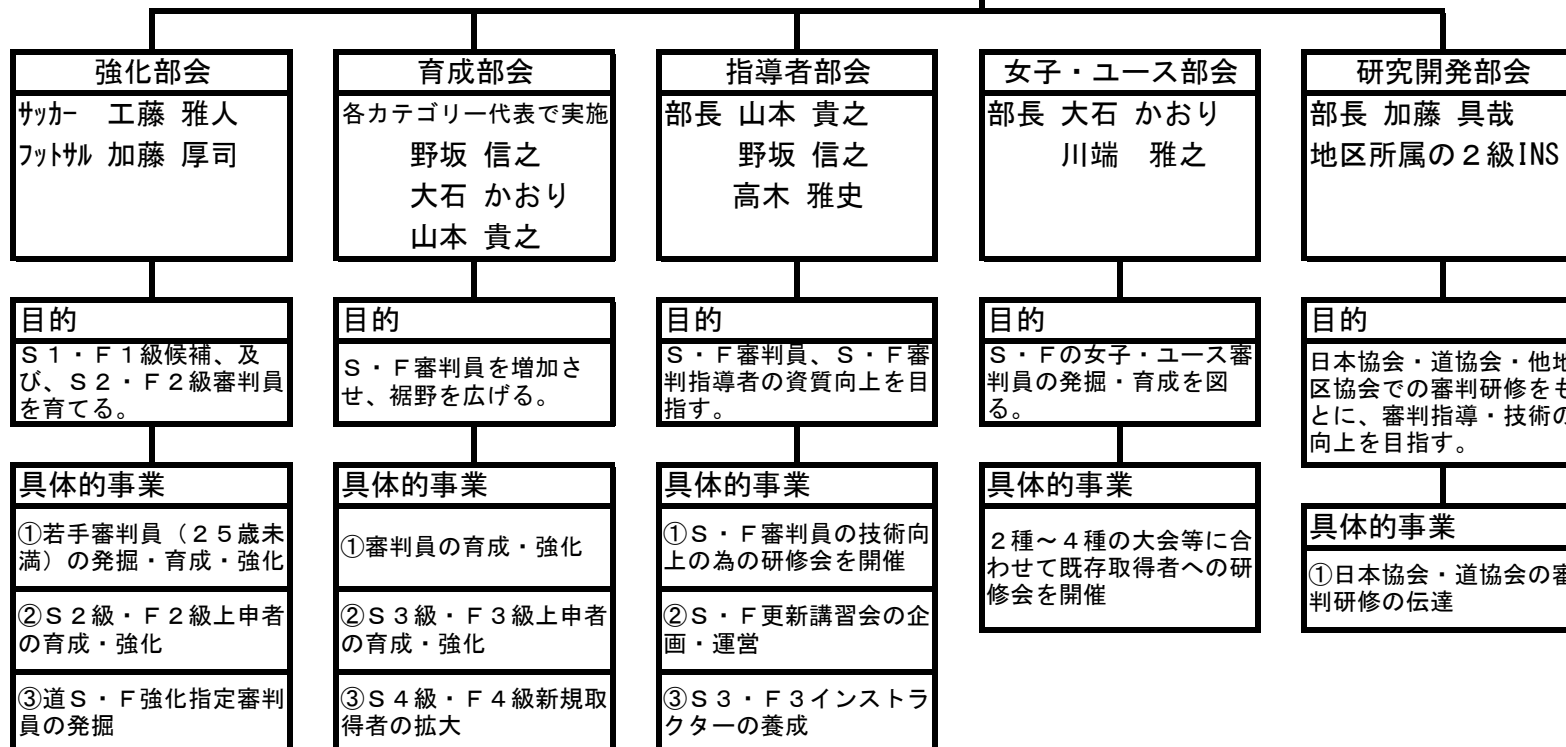 強化部会
サッカー 工藤 雅人
フットサル 加藤 厚司
目的
S1・F1級候補、及
び、S2・F2級審判員
を育てる。
具体的事業
①若手審判員(25歳未
満)の発掘・育成・強化
②S2級・F2級上申者
の育成・強化
③道S・F強化指定審判
員の発掘
育成部会
各カテゴリー代表で実施
野坂 信之
大石 かおり
山本 貴之
目的
S・F審判員を増加さ
せ、裾野を広げる。
具体的事業
①審判員の育成・強化
②S3級・F3級上申者
の育成・強化
③S4級・F4級新規取
得者の拡大
指導者部会
部長 山本 貴之
野坂 信之
高木 雅史
目的
S・F審判員、S・F審
判指導者の資質向上を目
指す。
具体的事業
①S・F審判員の技術向
上の為の研修会を開催
②S・F更新講習会の企
画・運営
③S3・F3インストラ
クターの養成
女子・ユース部会
部長 大石 かおり
川端 雅之
目的
S・Fの女子・ユース審
判員の発掘・育成を図
る。
具体的事業
2種~4種の大会等に合
わせて既存取得者への研
修会を開催
研究開発部会
部長 加藤 具哉
地区所属の2級INS
目的
日本協会・道協会・他地
区協会での審判研修をも
とに、審判指導・技術の
向上を目指す。
具体的事業
①日本協会・道協会の審
判研修の伝達